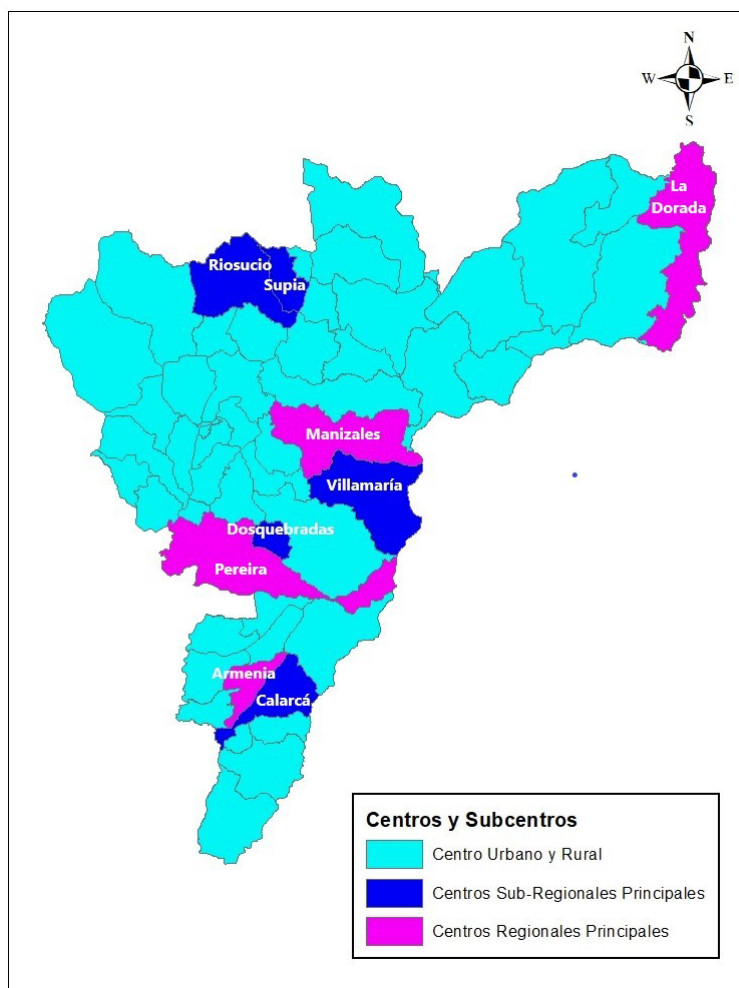 N
W E
S
La
Dorada
Riosucio
Supia
Manizales
Villamaría
Dosquebradas
Pereira
Armenia
Calarcá
Centros y Subcentros
Centro Urbano y Rural
Centros Sub-Regionales Principales
Centros Regionales Principales